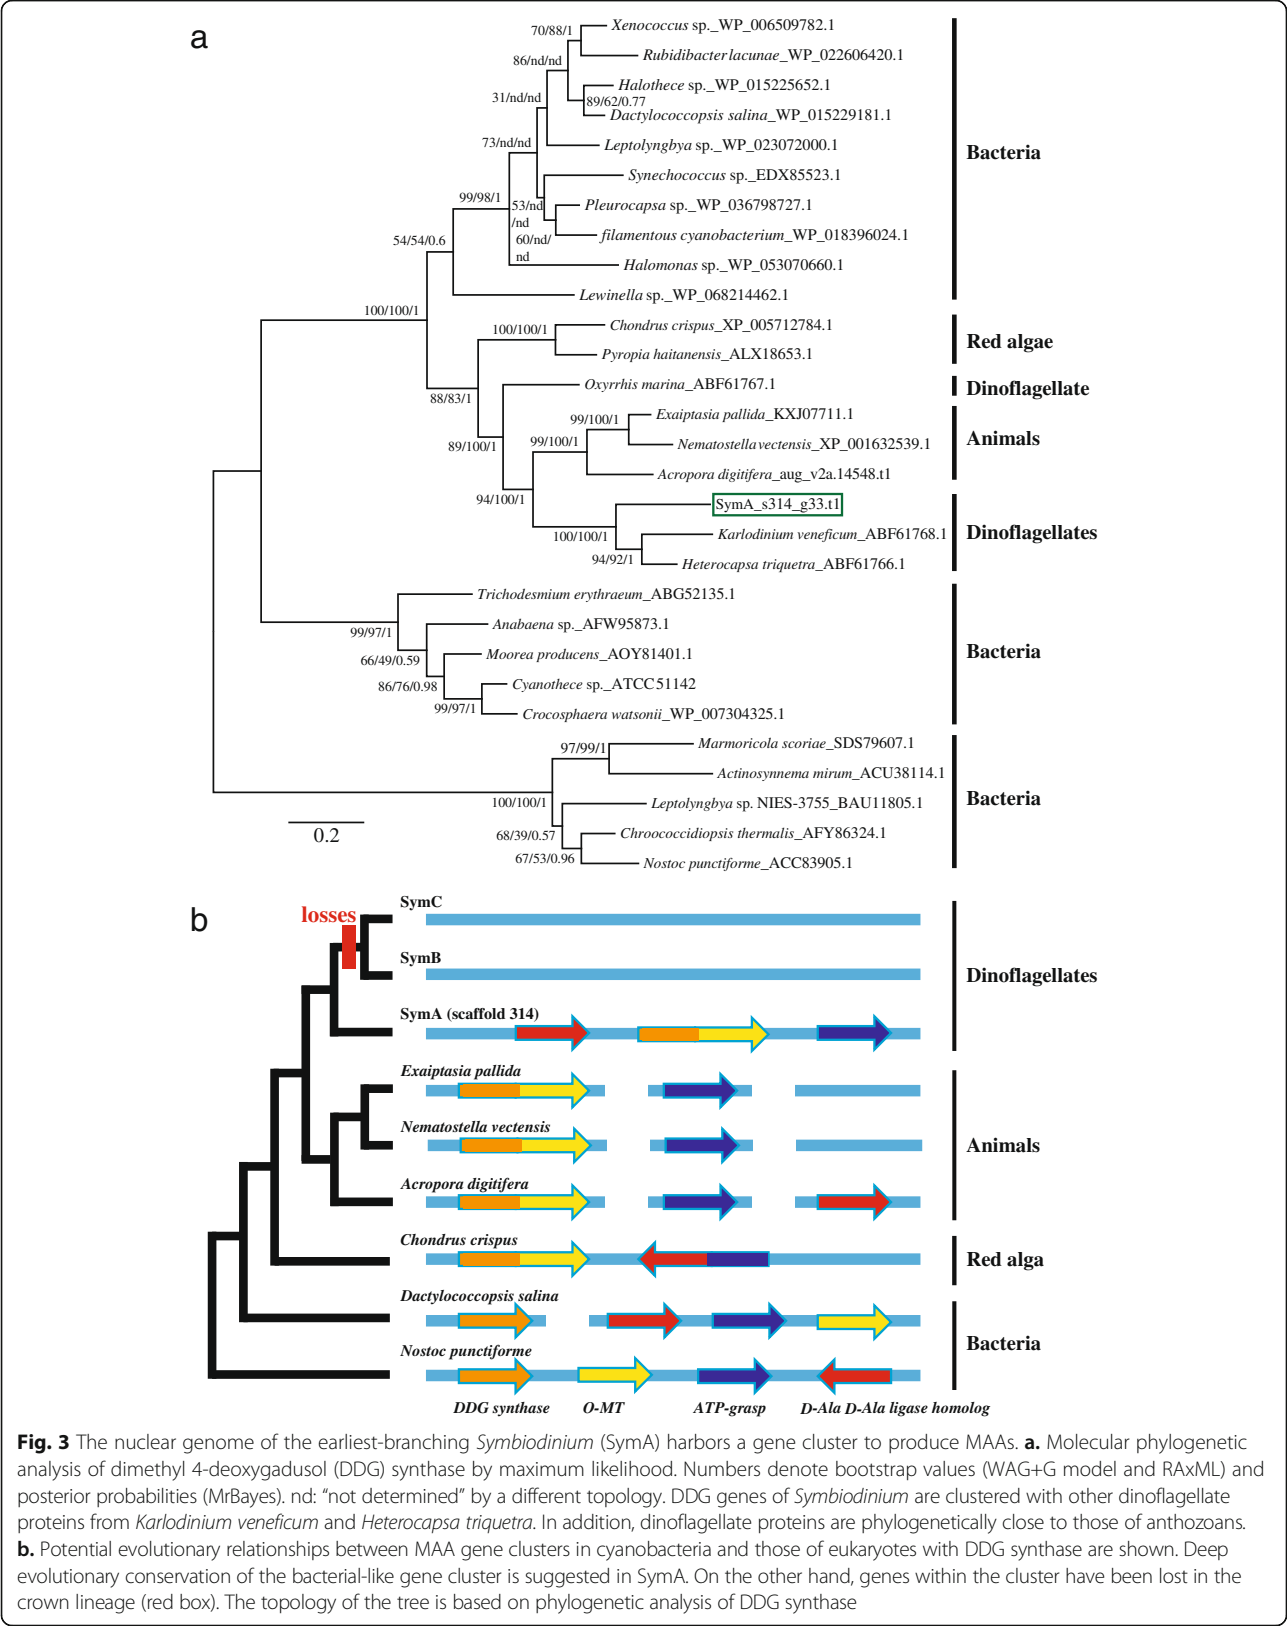 a
70/88/1
Xenococcus sp._WP_006509782.1
Rubidibacter lacunae_WP_022606420.1
86/nd/nd
Halothece sp._WP_015225652.1
89/62/0.77
31/nd/nd
Dactylococcopsis salina_WP_015229181.1
73/nd/nd
Leptolyngbya sp._WP_023072000.1
Bacteria
Synechococcus sp._EDX85523.1
99/98/1
53/nd
/nd
Pleurocapsa sp._WP_036798727.1
60/nd/
nd
filamentous cyanobacterium_WP_018396024.1
54/54/0.6
Halomonas sp._WP_053070660.1
Lewinella sp._WP_068214462.1
100/100/1
100/100/1
Chondrus crispus_XP_005712784.1
Pyropia haitanensis_ALX18653.1
Red algae
88/83/1
Oxyrrhis marina_ABF61767.1
Dinoflagellate
99/100/1
Exaiptasia pallida_KXJ07711.1
89/100/1
99/100/1
Nematostella vectensis_XP_001632539.1
Animals
Acropora digitifera_aug_v2a.14548.t1
94/100/1
SymA_s314_g33.t1
100/100/1
Karlodinium veneficum_ABF61768.1
Dinoflagellates
94/92/1
Heterocapsa triquetra_ABF61766.1
Trichodesmium erythraeum_ABG52135.1
99/97/1
Anabaena sp._AFW95873.1
66/49/0.59
Moorea producens_AOY81401.1
Bacteria
86/76/0.98
Cyanothece sp._ATCC51142
99/97/1
Crocosphaera watsonii_WP_007304325.1
97/99/1
Marmoricola scoriae_SDS79607.1
Actinosynnema mirum_ACU38114.1
100/100/1
Leptolyngbya sp. NIES-3755_BAU11805.1
Bacteria
68/39/0.57
Chroococcidiopsis thermalis_AFY86324.1
67/53/0.96
Nostoc punctiforme_ACC83905.1
0.2
b
losses
SymC
SymB
Dinoflagellates
SymA (scaffold 314)
Exaiptasia pallida
Nematostella vectensis
Animals
Acropora digitifera
Chondrus crispus
Red alga
Dactylococcopsis salina
Bacteria
Nostoc punctiforme
DDG synthase O-MT ATP-grasp D-Ala D-Ala ligase homolog
Fig. 3 The nuclear genome of the earliest-branching Symbiodinium (SymA) harbors a gene cluster to produce MAAs. a. Molecular phylogenetic
analysis of dimethyl 4-deoxygadusol (DDG) synthase by maximum likelihood. Numbers denote bootstrap values (WAG+G model and RAxML) and
posterior probabilities (MrBayes). nd: “not determined” by a different topology. DDG genes of Symbiodinium are clustered with other dinoflagellate
proteins from Karlodinium veneficum and Heterocapsa triquetra. In addition, dinoflagellate proteins are phylogenetically close to those of anthozoans.
b. Potential evolutionary relationships between MAA gene clusters in cyanobacteria and those of eukaryotes with DDG synthase are shown. Deep
evolutionary conservation of the bacterial-like gene cluster is suggested in SymA. On the other hand, genes within the cluster have been lost in the
crown lineage (red box). The topology of the tree is based on phylogenetic analysis of DDG synthase